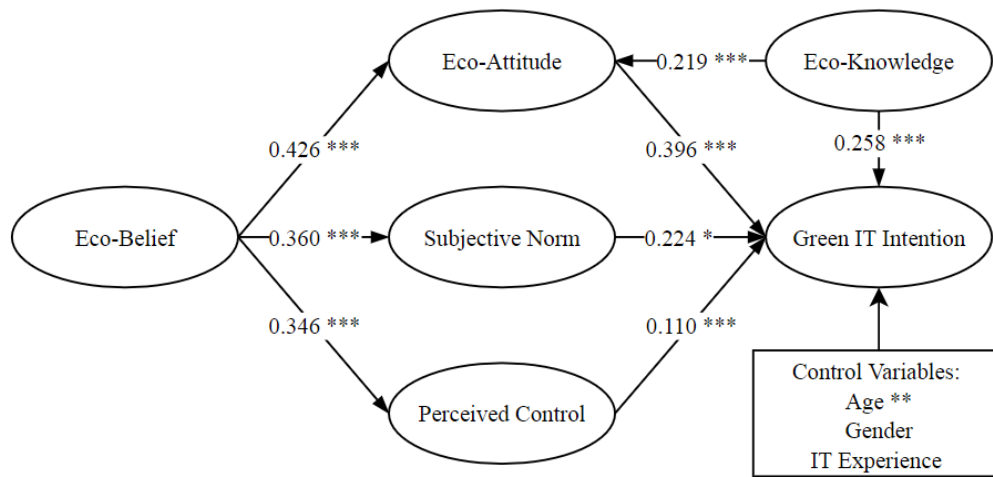 Eco-Attitude
0.219 ***
Eco-Knowledge
0.426 ***
0.396 ***
0.258 ***
Eco-Belief
0.360 ***
Subjective Norm
0.224 *
Green IT Intention
0.346 ***
0.110 ***
Perceived Control
Control Variables:
Age **
Gender
IT Experience